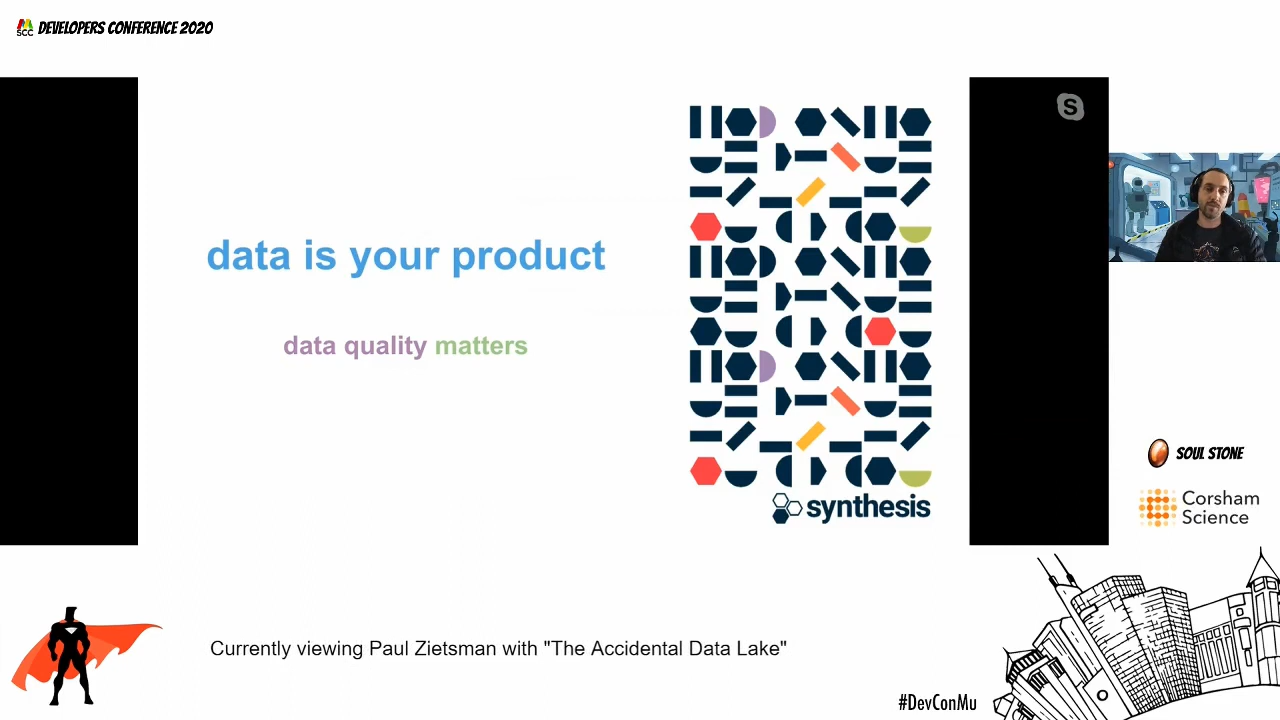 SCC DEVELOPERS CONFERENCE 2020
S
data is your product
data quality matters
synthesis
SOUL STONE
Corsham
Science
Currently viewing Paul Zietsman with "The Accidental Data Lake"
#DevConMu